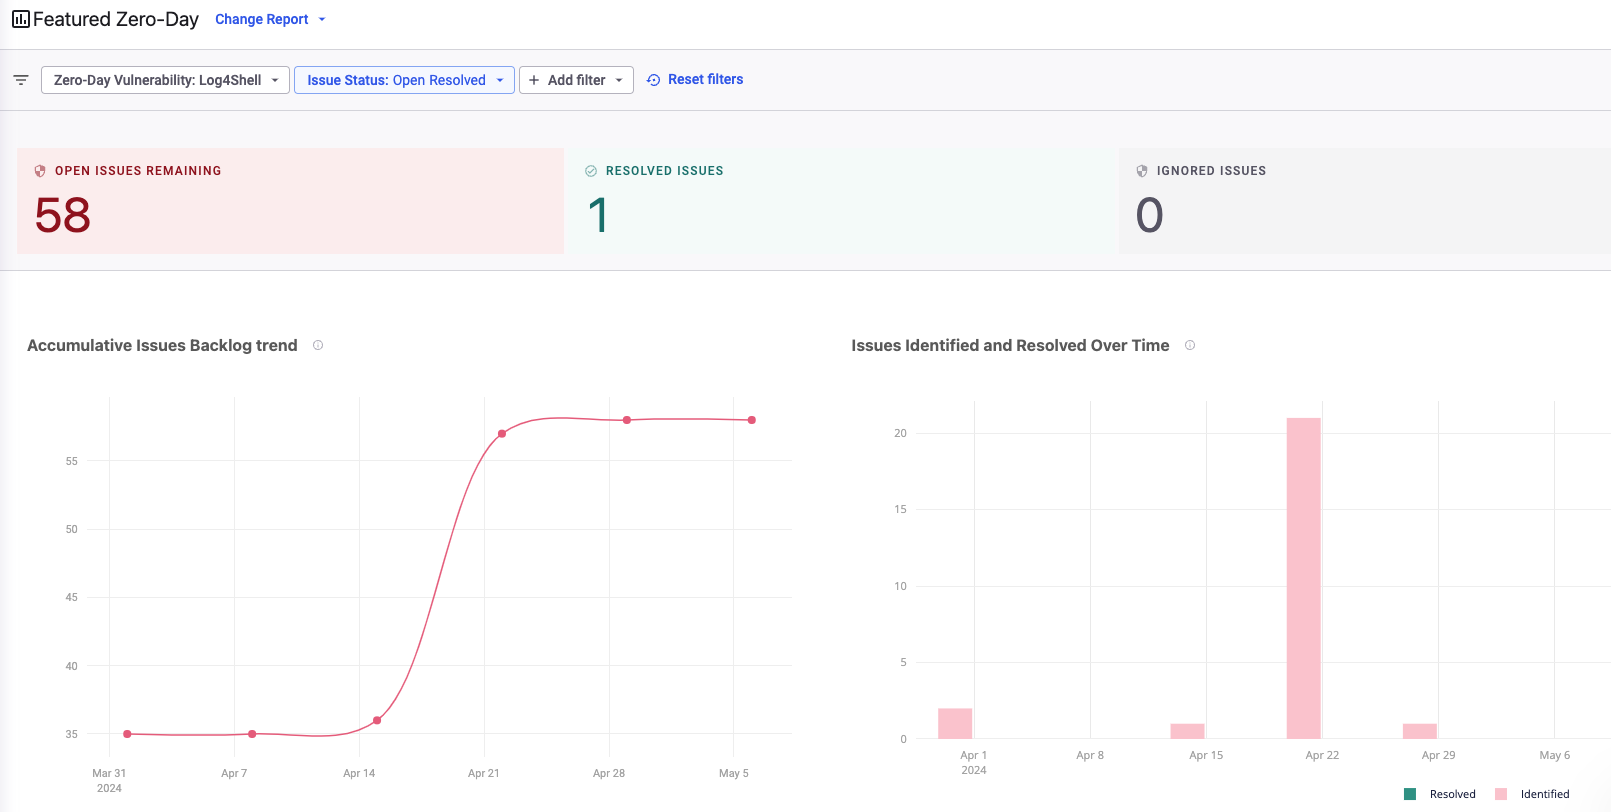 Featured Zero-Day Change Report
Zero-Day Vulnerability: Log4Shell Issue Status: Open Resolved + Add filter Reset filters
OPEN ISSUES REMAINING
58
RESOLVED ISSUES
1
IGNORED ISSUES
0
Accumulative Issues Backlog trend
55
50
45
40
35
Mar 31 Apr 7 Apr 14 Apr 21 Apr 28 May 5
2024
Issues Identified and Resolved Over Time
20
15
10
5
0
Apr 1 Apr 8 Apr 15 Apr 22 Apr 29 May 6
2024
Resolved Identified